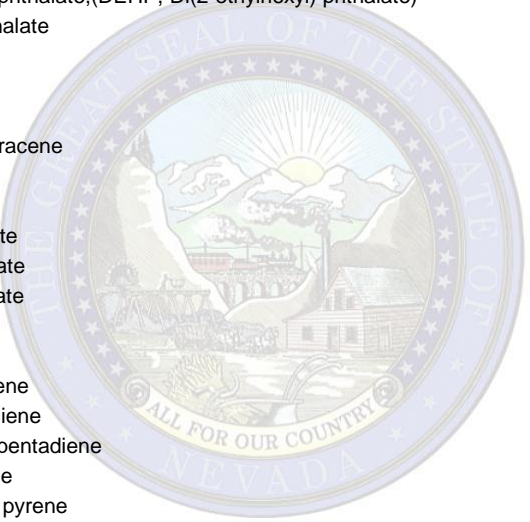 phthalate,(DEHP; Di(2-ethylhexyl) phthalate)
halate
racene
te
ate
ate
ene
iene
pentadiene
e
pyrene
THE GREAT SEAL OF THE STATE OF NEVADA
ALL FOR OUR COUNTRY